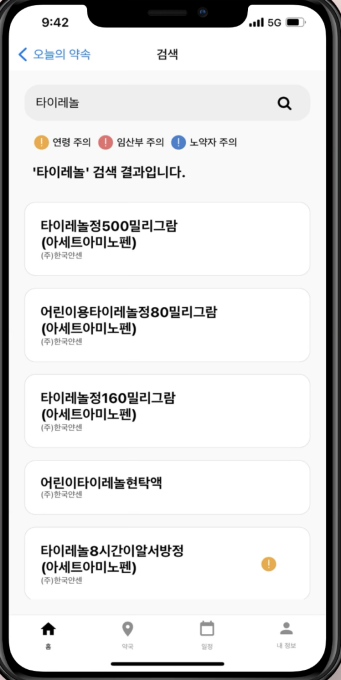 9:42
5G
오늘의 약속
검색
타이레놀
연령 주의
임산부 주의
노약자 주의
'타이레놀' 검색 결과입니다.
타이레놀정500밀리그람
(아세트아미노펜)
(주)한국얀센
어린이용타이레놀정80밀리그람
(아세트아미노펜)
(주)한국얀센
타이레놀정160밀리그람
(아세트아미노펜)
(주)한국얀센
어린이타이레놀현탁액
(주)한국얀센
타이레놀8시간이알서방정
(아세트아미노펜)
(주)한국얀센
홈
약국
일정
내 정보